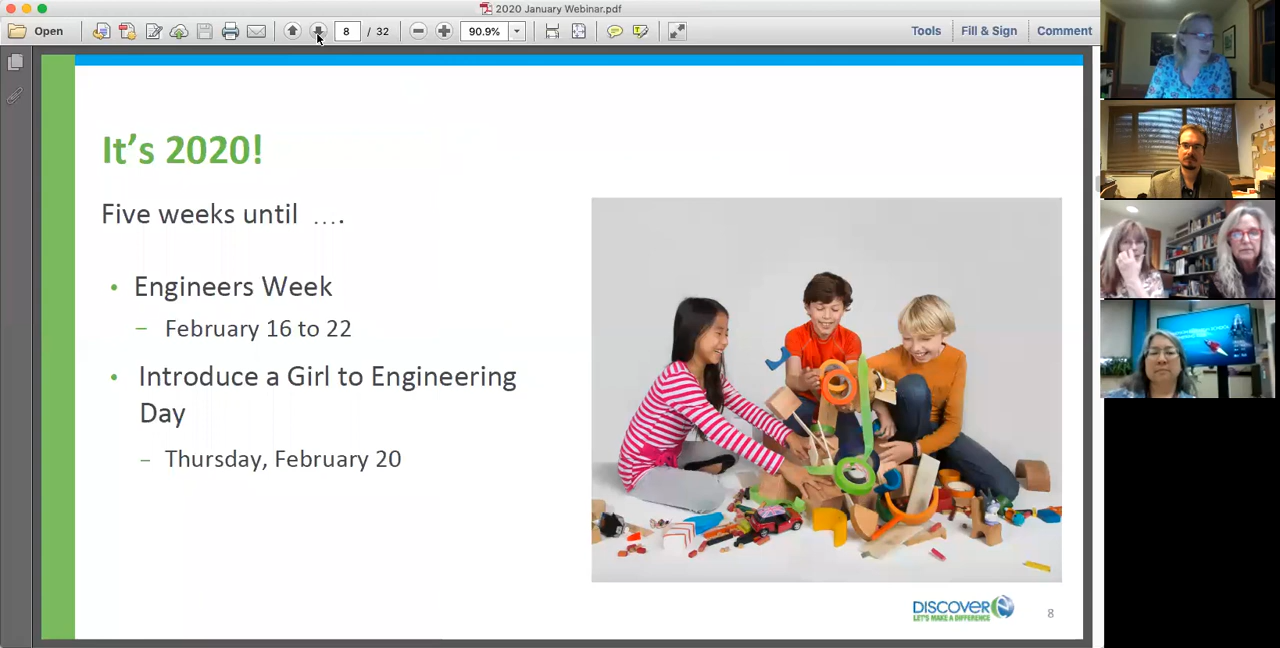 2020 January Webinar.pdf
Open
8 / 32
90.9%
Tools
Fill & Sign
Comment
It's 2020!
Five weeks until ….
• Engineers Week
– February 16 to 22
• Introduce a Girl to Engineering
Day
– Thursday, February 20
DISCOVER E
LET'S MAKE A DIFFERENCE
8